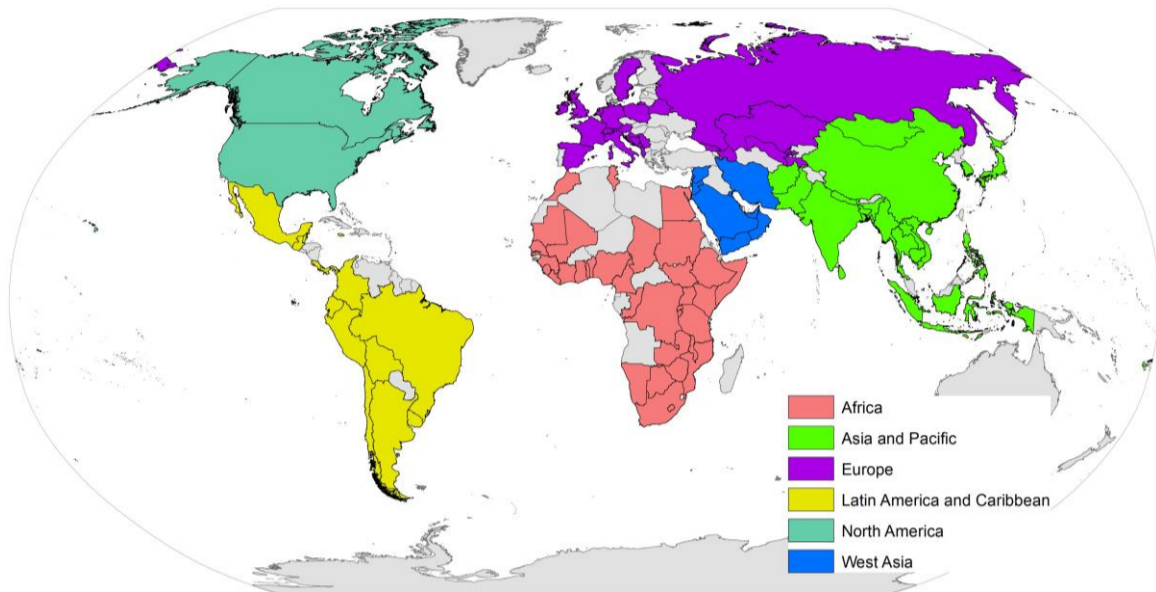 Africa
Asia and Pacific
Europe
Latin America and Caribbean
North America
West Asia